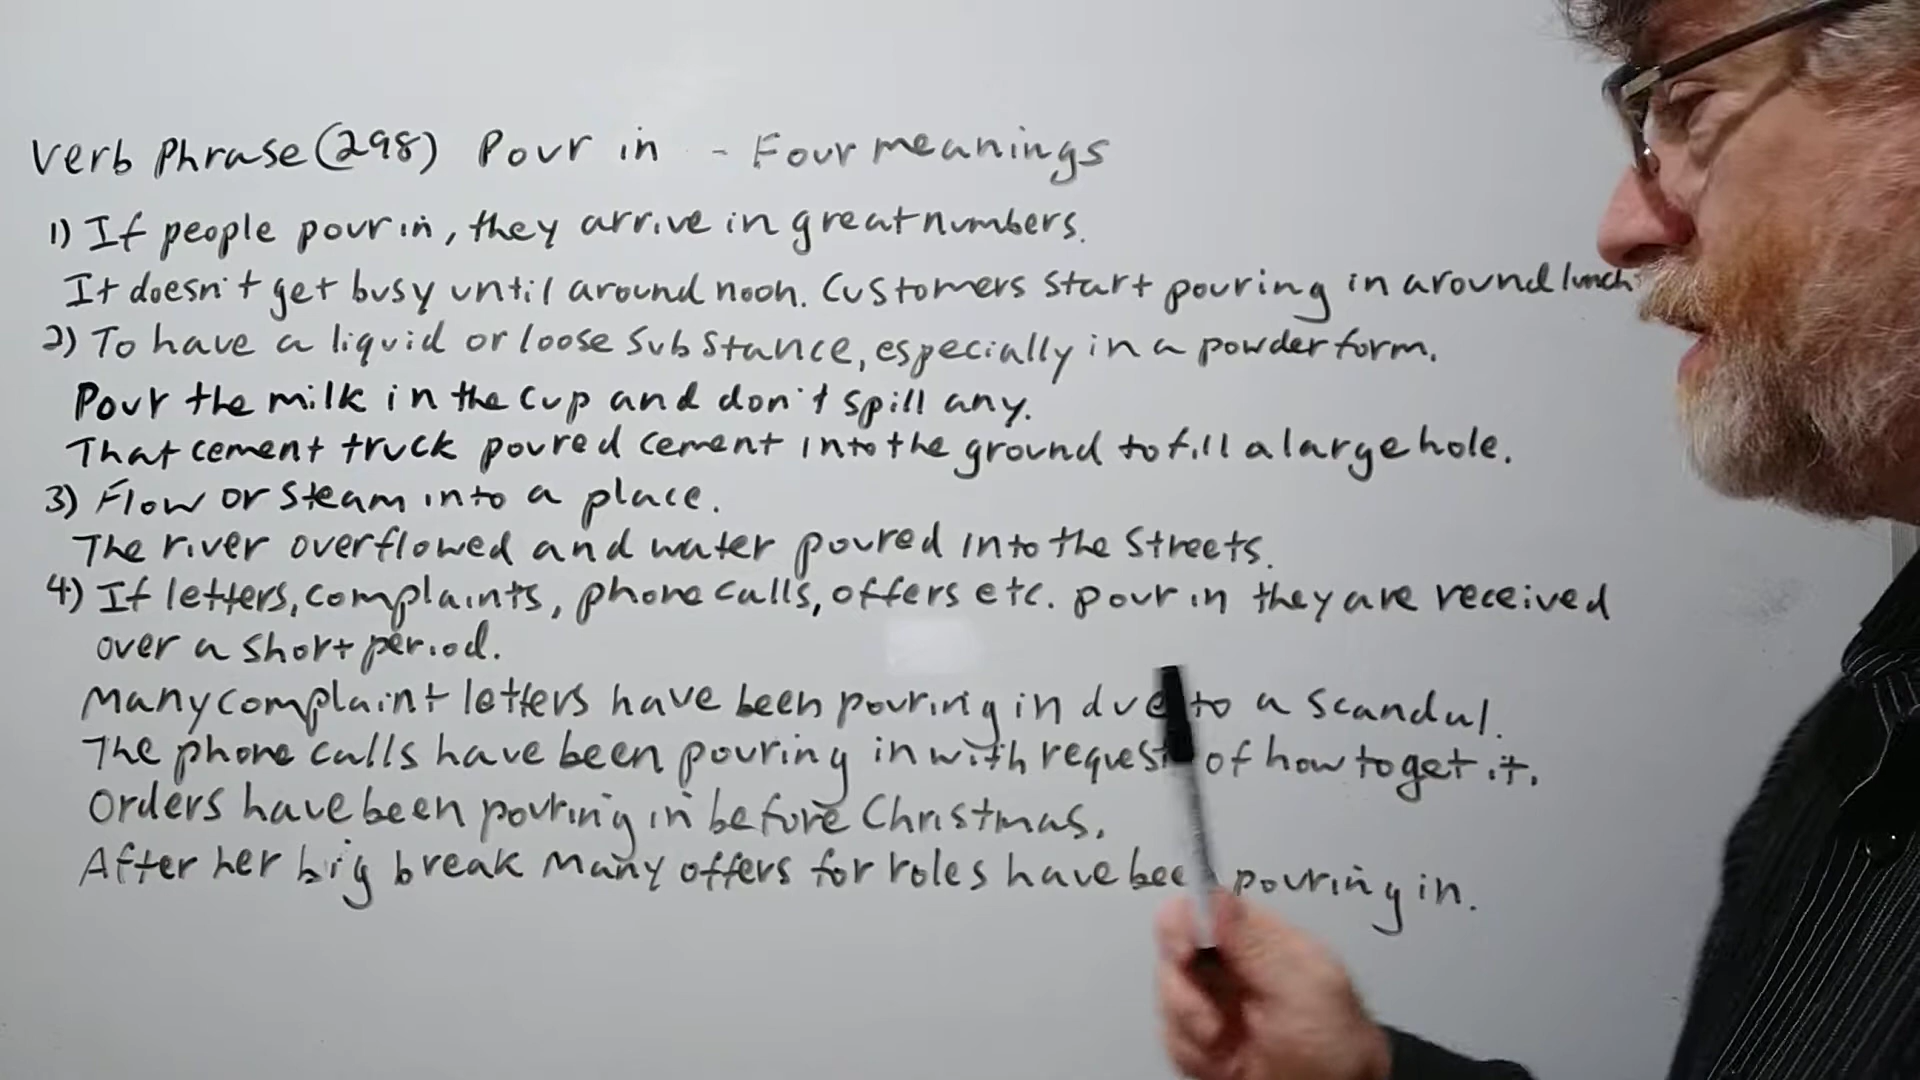 Verb Phrase (298) Pour in - Four meanings
1) If people pour in, they arrive in great numbers.
It doesn't get busy until around noon. Customers start pouring in around lunch.
2) To have a liquid or loose substance, especially in a powder form.
Pour the milk in the cup and don't spill any.
That cement truck poured cement into the ground to fill a large hole.
3) Flow or steam into a place.
The river overflowed and water poured into the streets.
4) If letters, complaints, phone calls, offers etc. pour in they are received
over a short period.
Many complaint letters have been pouring in due to a scandul.
The phone calls have been pouring in with request of how to get it.
Orders have been pouring in before Christmas.
After her big break many offers for roles have been pouring in.